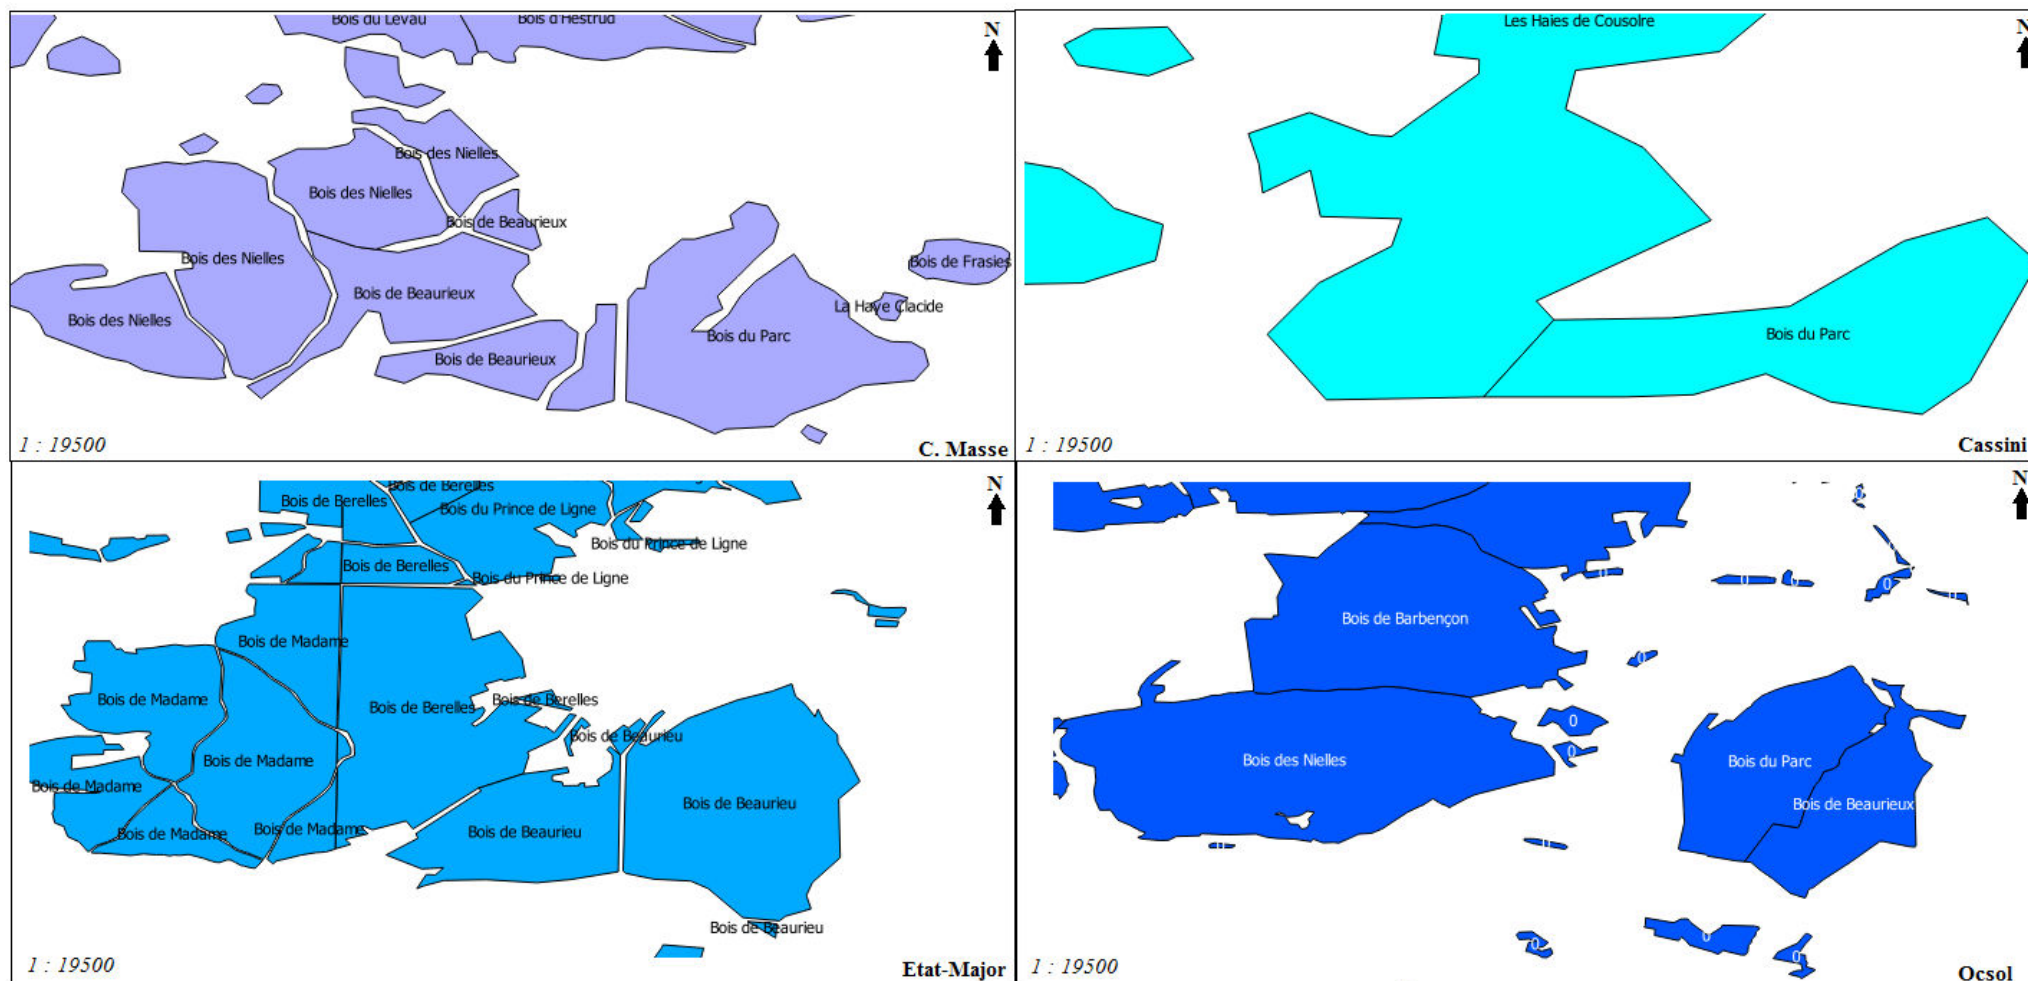 Bois du Levau
Bois d'Hestrud
N
Bois des Nielles
Bois des Nielles
Bois de Beaurieux
Bois des Nielles
Bois de Frasies
Bois de Beaurieux
La Haye Clacide
Bois des Nielles
Bois du Parc
Bois de Beaurieux
1 : 19500
C. Masse
Les Haies de Cousolre
N
Bois du Parc
1 : 19500
Cassini
Bois de Berelles
N
Bois de Berelles
Bois du Prince de Ligne
Bois du Prince de Ligne
Bois de Berelles
Bois du Prince de Ligne
Bois de Madame
Bois de Madame
Bois de Berelles
Bois de Berelles
Bois de Beaurieu
Bois de Madame
Bois de Madame
Bois de Beaurieu
Bois de Madame
Bois de Madame
Bois de Beaurieu
Bois de Beaurieu
1 : 19500
Etat-Major
N
0
0
0
0
0
0
0
Bois de Barbençon
0
0
0
Bois des Nielles
Bois du Parc
Bois de Beaurieux
0
0
0
0
0
1 : 19500
Ocsol